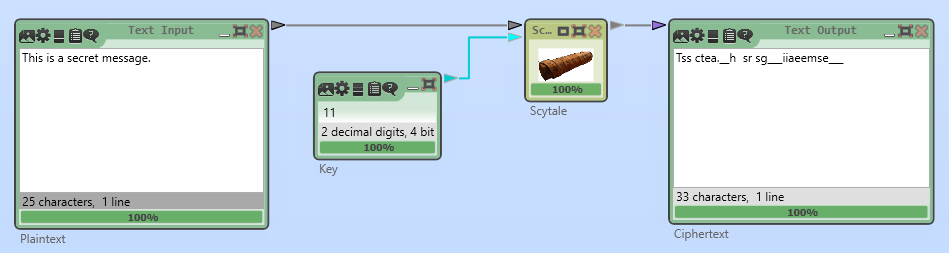 Text Input
This is a secret message.
25 characters,  1 line
100%
Plaintext
11
2 decimal digits, 4 bit
100%
Key
Sc...
100%
Scytale
Text Output
Tss ctea.__h  sr sg___iiaeemse___
33 characters,  1 line
100%
Ciphertext